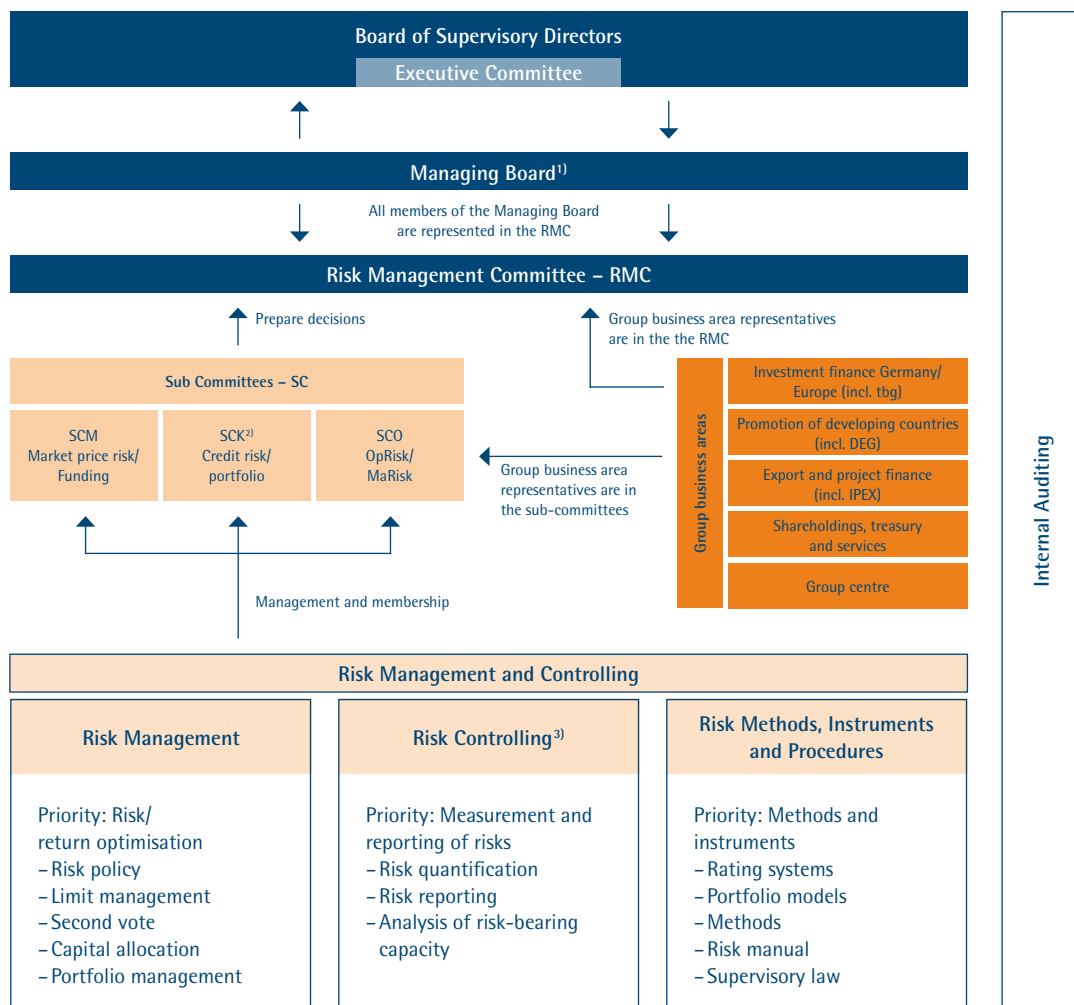 Board of Supervisory Directors
Executive Committee
Managing Board1)
All members of the Managing Board
are represented in the RMC
Risk Management Committee – RMC
Prepare decisions
Group business area representatives
are in the the RMC
Sub Committees – SC
SCM
Market price risk/
Funding
SCK2)
Credit risk/
portfolio
SCO
OpRisk/
MaRisk
Group business area
representatives are in
the sub-committees
Group business areas
Investment finance Germany/
Europe (incl. tbg)
Promotion of developing countries
(incl. DEG)
Export and project finance
(incl. IPEX)
Shareholdings, treasury
and services
Group centre
Management and membership
Risk Management and Controlling
Risk Management
Priority: Risk/
return optimisation
– Risk policy
– Limit management
– Second vote
– Capital allocation
– Portfolio management
Risk Controlling3)
Priority: Measurement and
reporting of risks
– Risk quantification
– Risk reporting
– Analysis of risk-bearing
capacity
Risk Methods, Instruments
and Procedures
Priority: Methods and
instruments
– Rating systems
– Portfolio models
– Methods
– Risk manual
– Supervisory law
Internal Auditing